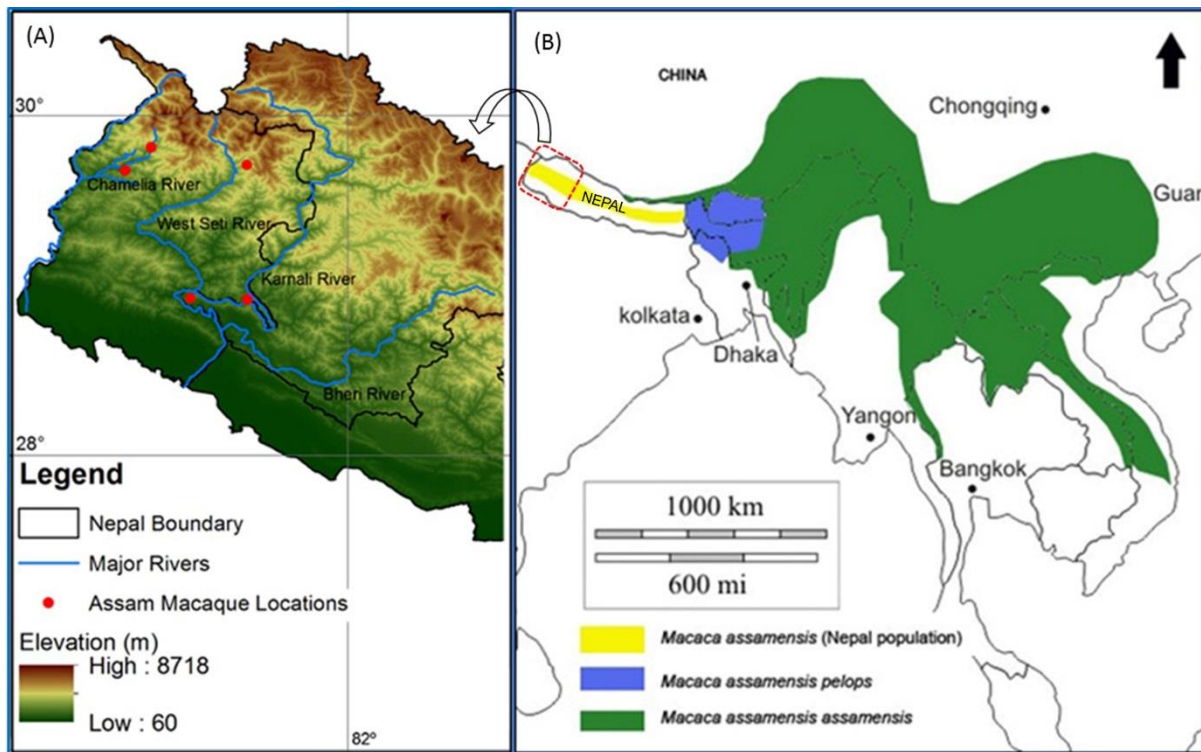 (A)
30°
Chamelia River
West Seti River
Karnali River
Bheri River
28°
Legend
Nepal Boundary
Major Rivers
Assam Macaque Locations
Elevation (m)
High : 8718
Low : 60
82°
(B)
CHINA
Chongqing
Guan
NEPAL
kolkata
Dhaka
Yangon
Bangkok
1000 km
600 mi
Macaca assamensis (Nepal population)
Macaca assamensis pelops
Macaca assamensis assamensis